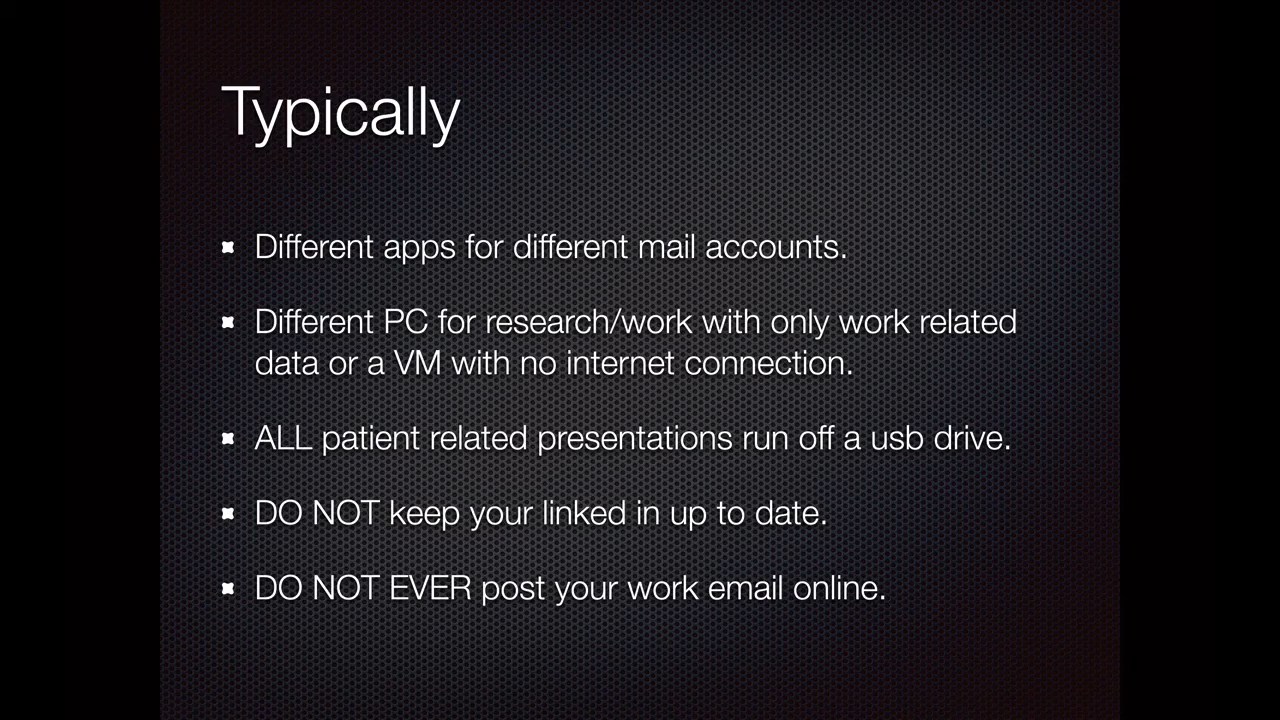 Typically
Different apps for different mail accounts.
Different PC for research/work with only work related
data or a VM with no internet connection.
ALL patient related presentations run off a usb drive.
DO NOT keep your linked in up to date.
DO NOT EVER post your work email online.